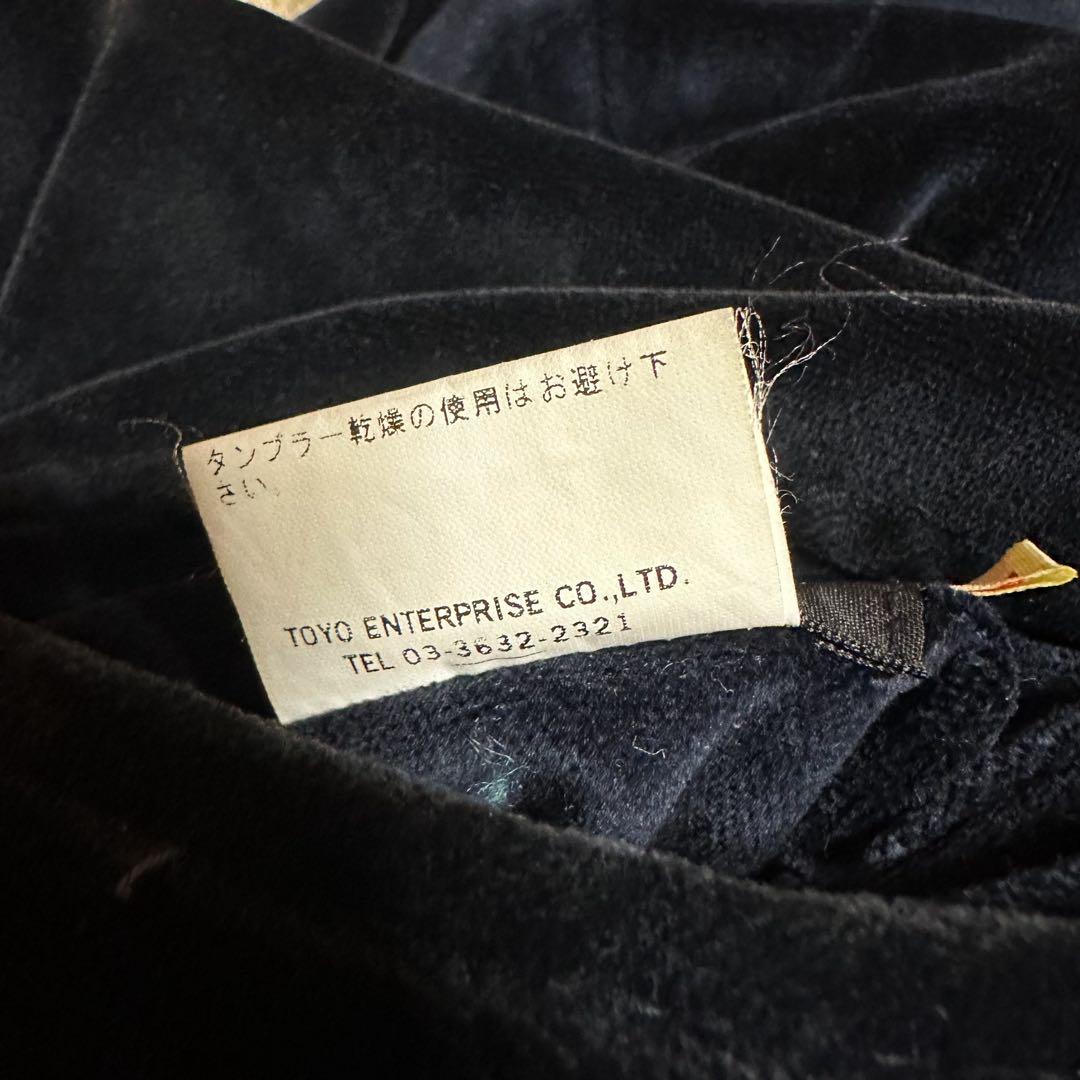 タンブラー乾燥の使用はお避け下
さい。
TOYO ENTERPRISE CO.,LTD.
TEL 03-3632-2321